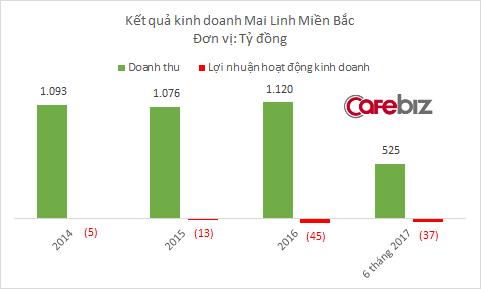 Kết quả kinh doanh Mai Linh Miền Bắc
Đơn vị: Tỷ đồng
Doanh thu Lợi nhuận hoạt động kinh doanh
1.093 1.076 1.120 525
CafeBiz
(5) (13) (45) (37)
2014 2015 2016 6 tháng 2017